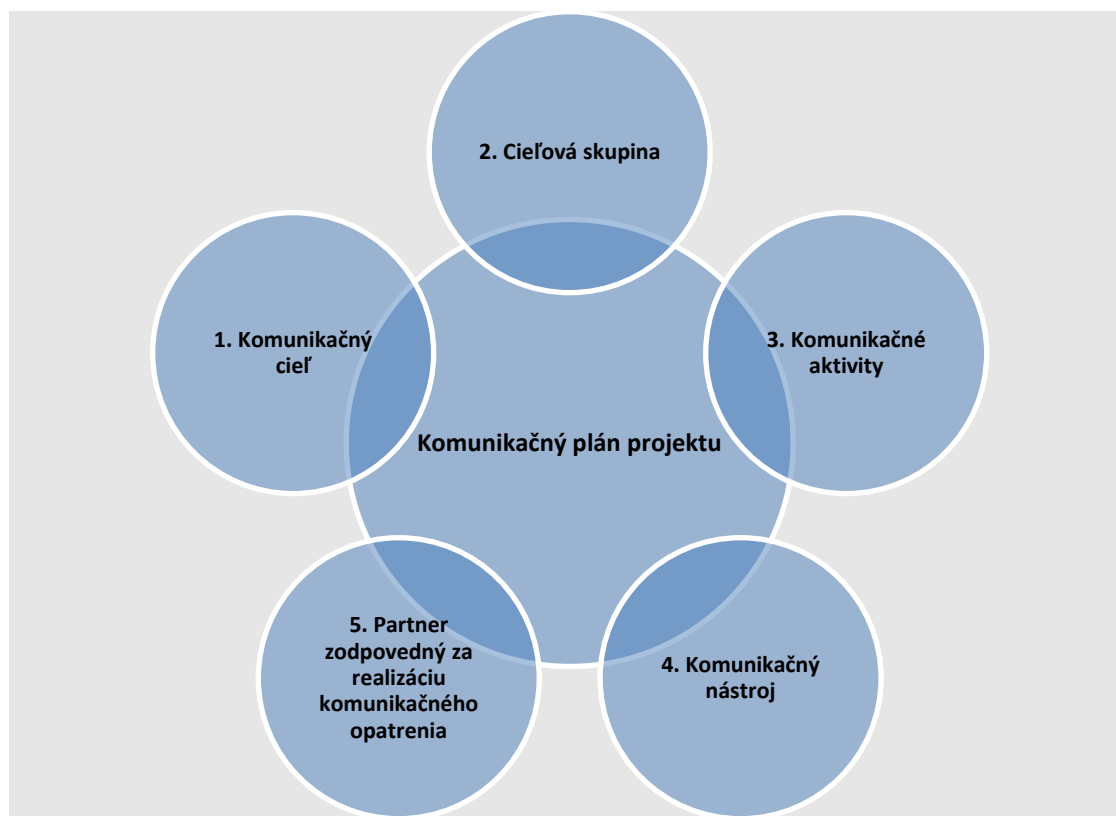 2. Cieľová skupina
1. Komunikačný
cieľ
3. Komunikačné
aktivity
Komunikačný plán projektu
5. Partner
zodpovedný za
realizáciu
komunikačného
opatrenia
4. Komunikačný
nástroj